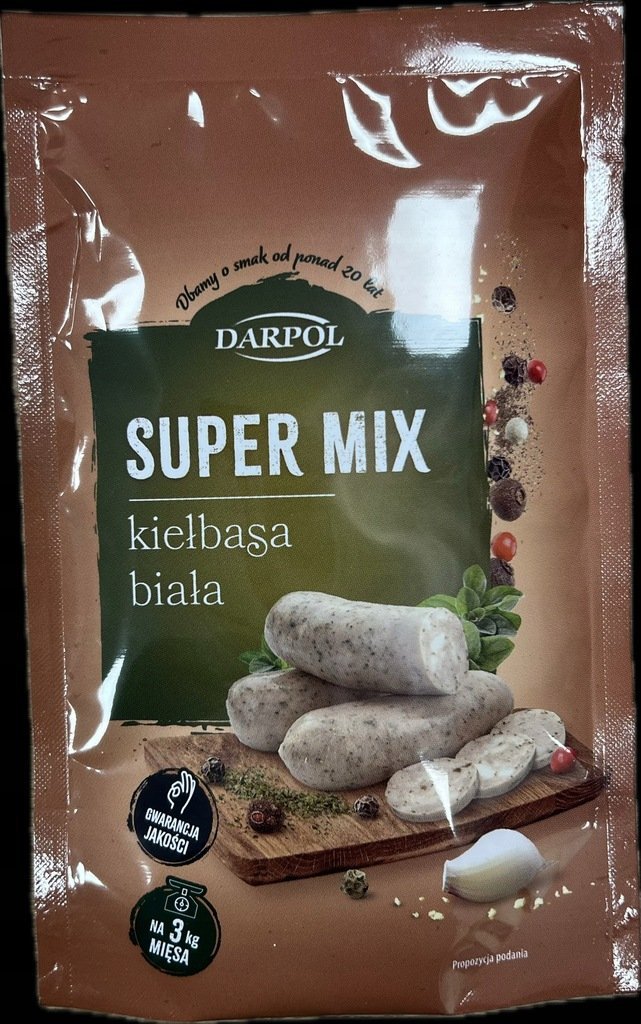 Dbamy o smak od ponad 20 lat
DARPOL
SUPER MIX
kiełbasa
biała
GWARANCJA
JAKOŚCI
NA 3 kg
MIĘSA
Propozycja podania